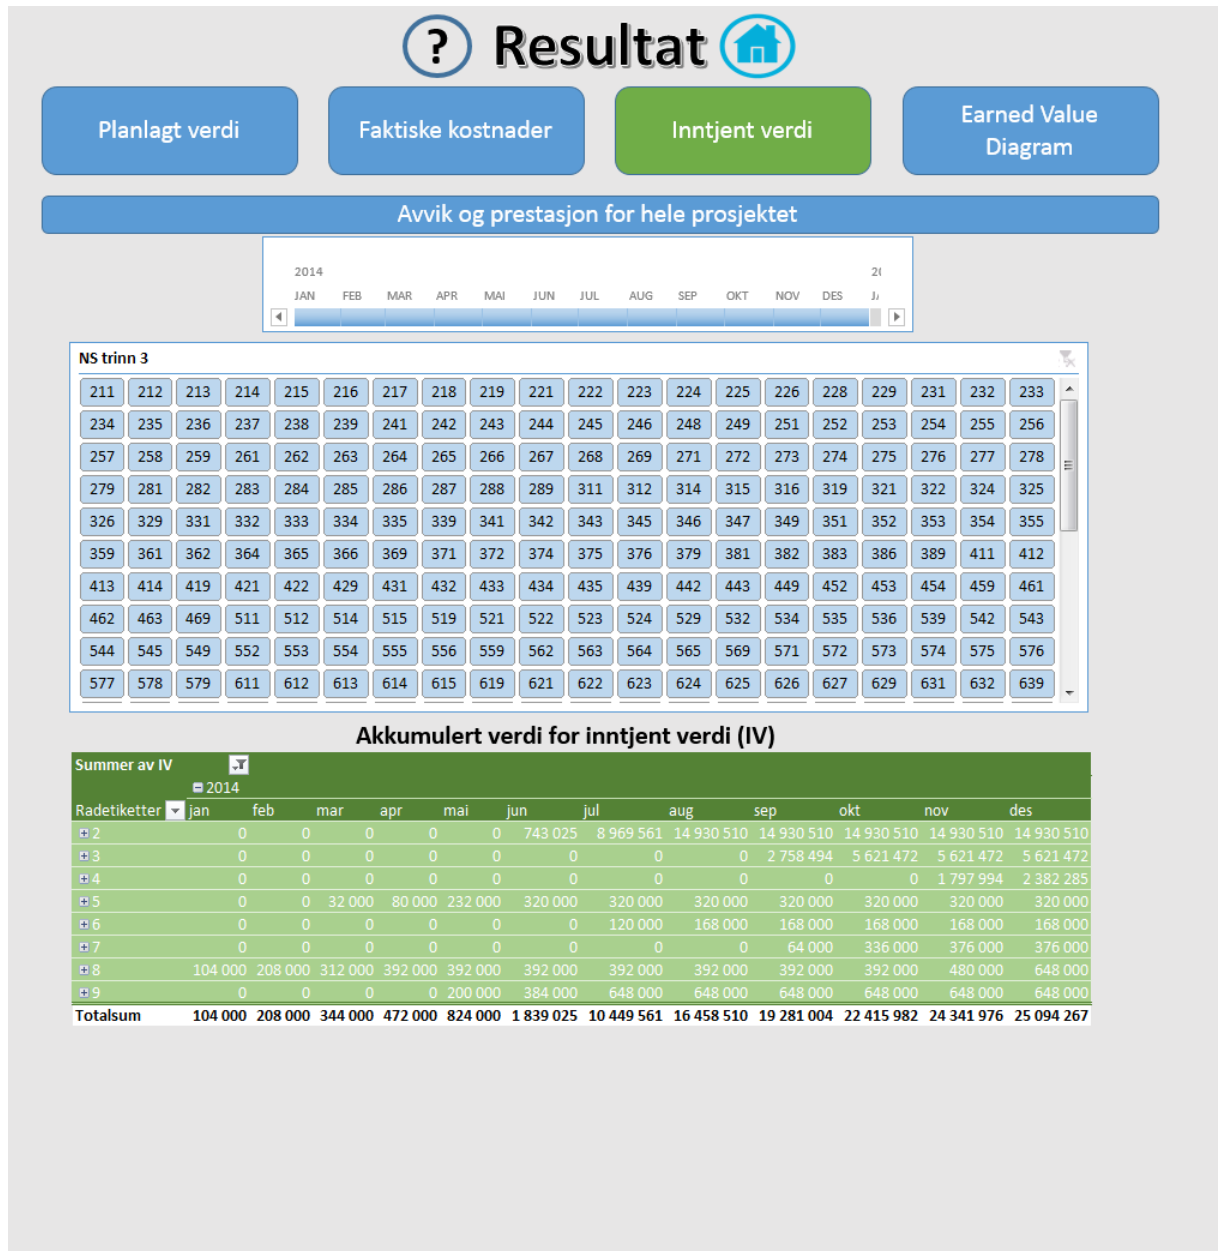 ? Resultat
Planlagt verdi Faktiske kostnader Inntjent verdi Earned Value
Diagram
Avvik og prestasjon for hele prosjektet
2014
JAN FEB MAR APR MAI JUN JUL AUG SEP OKT NOV DES
NS trinn 3
211 212 213 214 215 216 217 218 219 221 222 223 224 225 226 228 229 231 232 233
234 235 236 237 238 239 241 242 243 244 245 246 248 249 251 252 253 254 255 256
257 258 259 261 262 263 264 265 266 267 268 269 271 272 273 274 275 276 277 278
279 281 282 283 284 285 286 287 288 289 311 312 314 315 316 319 321 322 324 325
326 329 331 332 333 334 335 339 341 342 343 345 346 347 349 351 352 353 354 355
359 361 362 364 365 366 369 371 372 374 375 376 379 381 382 383 386 389 411 412
413 414 419 421 422 429 431 432 433 434 435 439 442 443 449 452 453 454 459 461
462 463 469 511 512 514 515 519 521 522 523 524 529 532 534 535 536 539 542 543
544 545 549 552 553 554 555 556 559 562 563 564 565 569 571 572 573 574 575 576
577 578 579 611 612 613 614 615 619 621 622 623 624 625 626 627 629 631 632 639
Akkumulert verdi for inntjent verdi (IV)
Summer av IV
2014
Radetiketter jan feb mar apr mai jun jul aug sep okt nov des
2 0 0 0 0 0 743 025 8 969 561 14 930 510 14 930 510 14 930 510 14 930 510 14 930 510
3 0 0 0 0 0 0 0 0 2 758 494 5 621 472 5 621 472 5 621 472
4 0 0 0 0 0 0 0 0 0 0 1 797 994 2 382 285
5 0 0 32 000 80 000 232 000 320 000 320 000 320 000 320 000 320 000 320 000 320 000
6 0 0 0 0 0 0 120 000 168 000 168 000 168 000 168 000 168 000
7 0 0 0 0 0 0 0 0 64 000 336 000 376 000 376 000
8 104 000 208 000 312 000 392 000 392 000 392 000 392 000 392 000 392 000 392 000 480 000 648 000
9 0 0 0 0 200 000 384 000 648 000 648 000 648 000 648 000 648 000 648 000
Totalsum 104 000 208 000 344 000 472 000 824 000 1 839 025 10 449 561 16 458 510 19 281 004 22 415 982 24 341 976 25 094 267